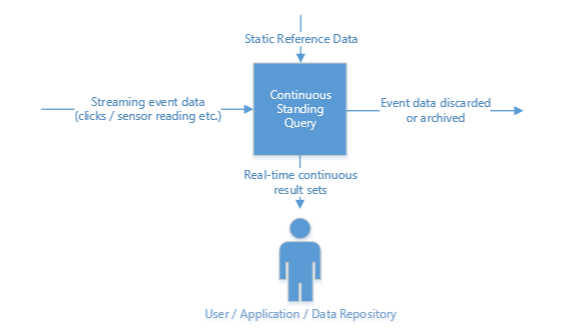 Static Reference Data
Streaming event data
(clicks / sensor reading etc.)
Continuous
Standing
Query
Event data discarded
or archived
Real-time continuous
result sets
User / Application / Data Repository